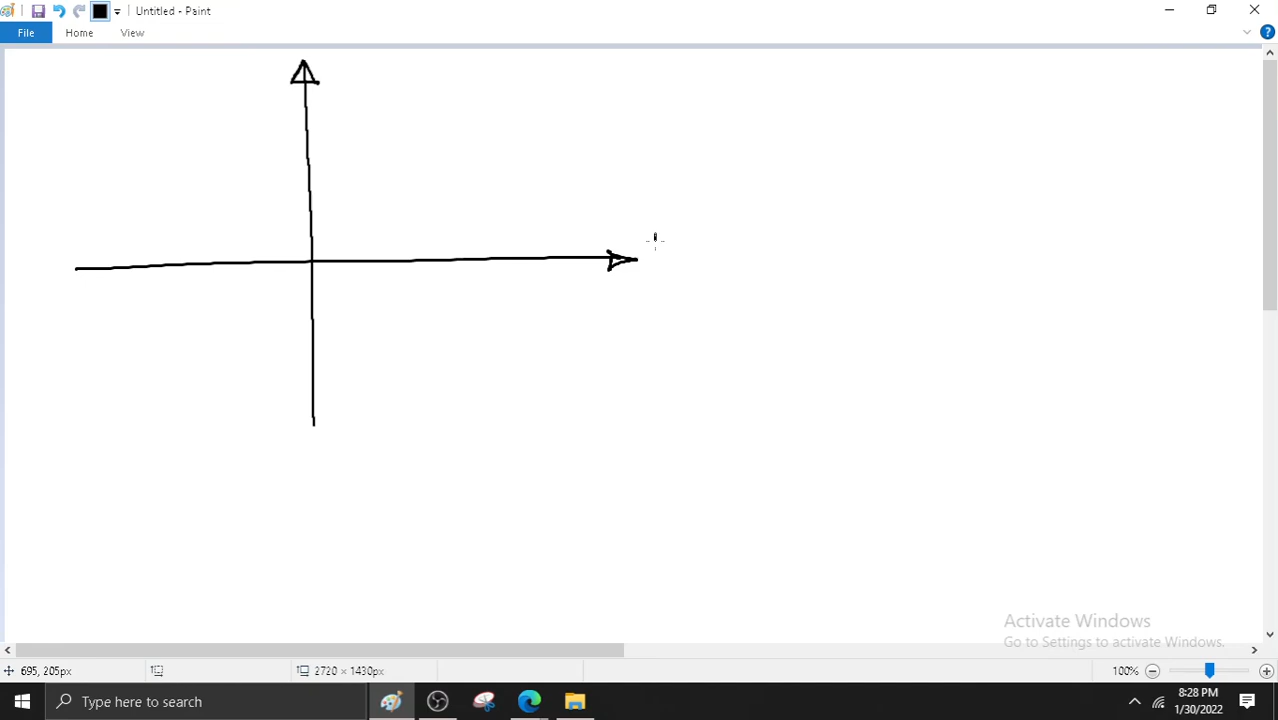 Untitled - Paint
File
Home
View
695, 205px
2720 × 1430px
100%
Activate Windows
Go to Settings to activate Windows.
Type here to search
8:28 PM
1/30/2022